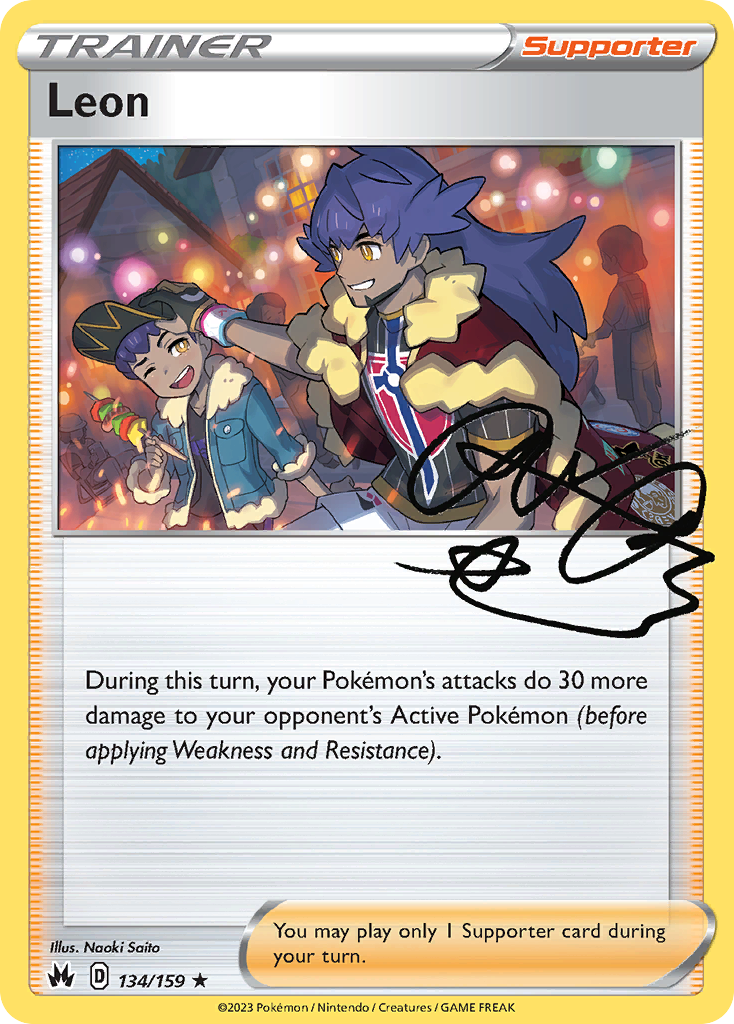 TRAINER
Supporter
Leon
During this turn, your Pokémon's attacks do 30 more
damage to your opponent's Active Pokémon (before
applying Weakness and Resistance).
You may play only 1 Supporter card during
your turn.
Illus. Naoki Saito
D 134/159 ★
©2023 Pokémon / Nintendo / Creatures / GAME FREAK